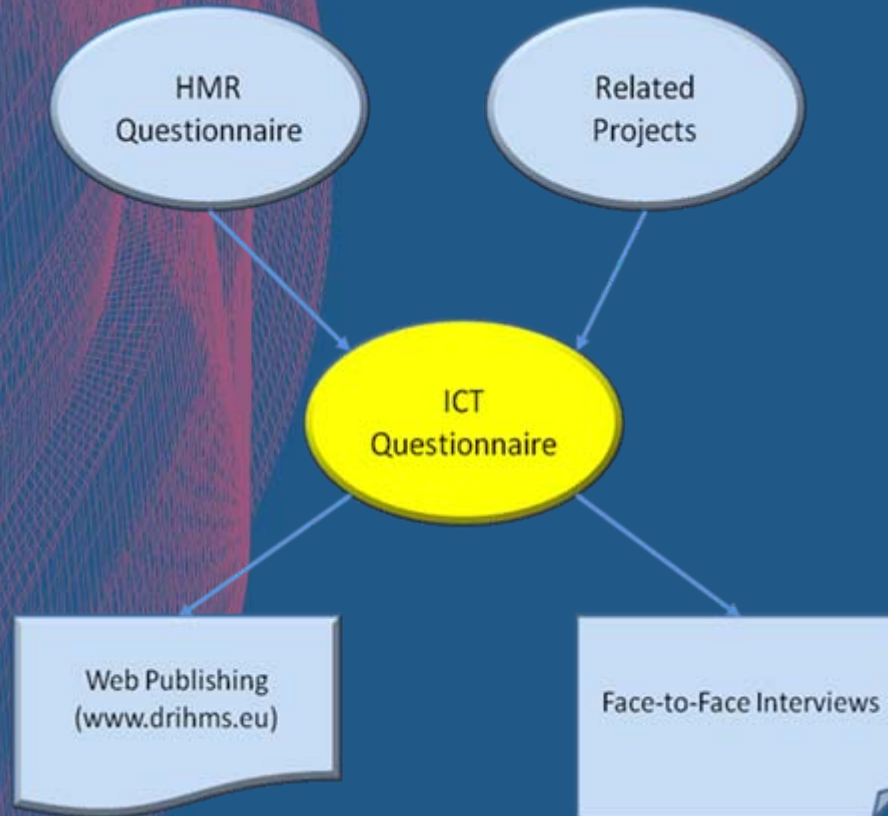 HMR
Questionnaire
Related
Projects
ICT
Questionnaire
Web Publishing
(www.drihms.eu)
Face-to-Face Interviews